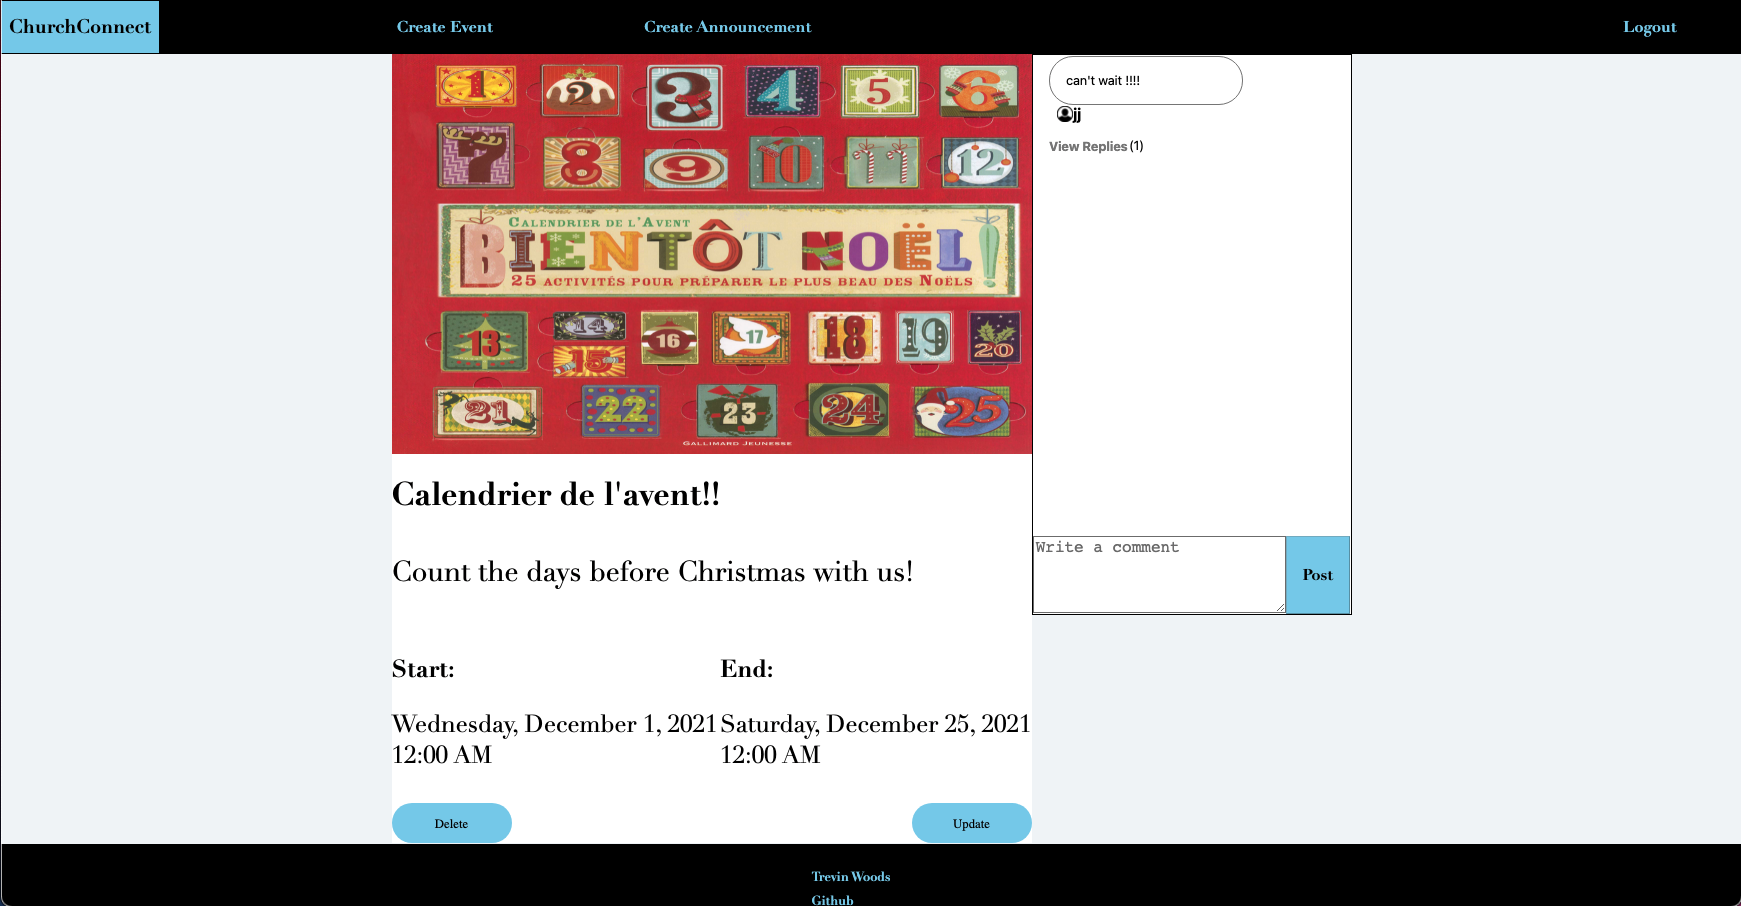 ChurchConnect
Create Event
Create Announcement
Logout
1 2 3 4 5 6
7 8 9 10 11 12
CALENDRIER DE L'AVENT
BIENTÔT NOËL!
25 ACTIVITÉS POUR PRÉPARER LE PLUS BEAU DES NOËLS
13 14 15 16 17 18 19 20
21 22 23 24 25
GALLIMARD JEUNESSE
Calendrier de l'avent!!
Count the days before Christmas with us!
Start:
Wednesday, December 1, 2021
12:00 AM
End:
Saturday, December 25, 2021
12:00 AM
Delete
Update
can't wait !!!!
jj
View Replies (1)
Write a comment
Post
Trevin Woods
Github